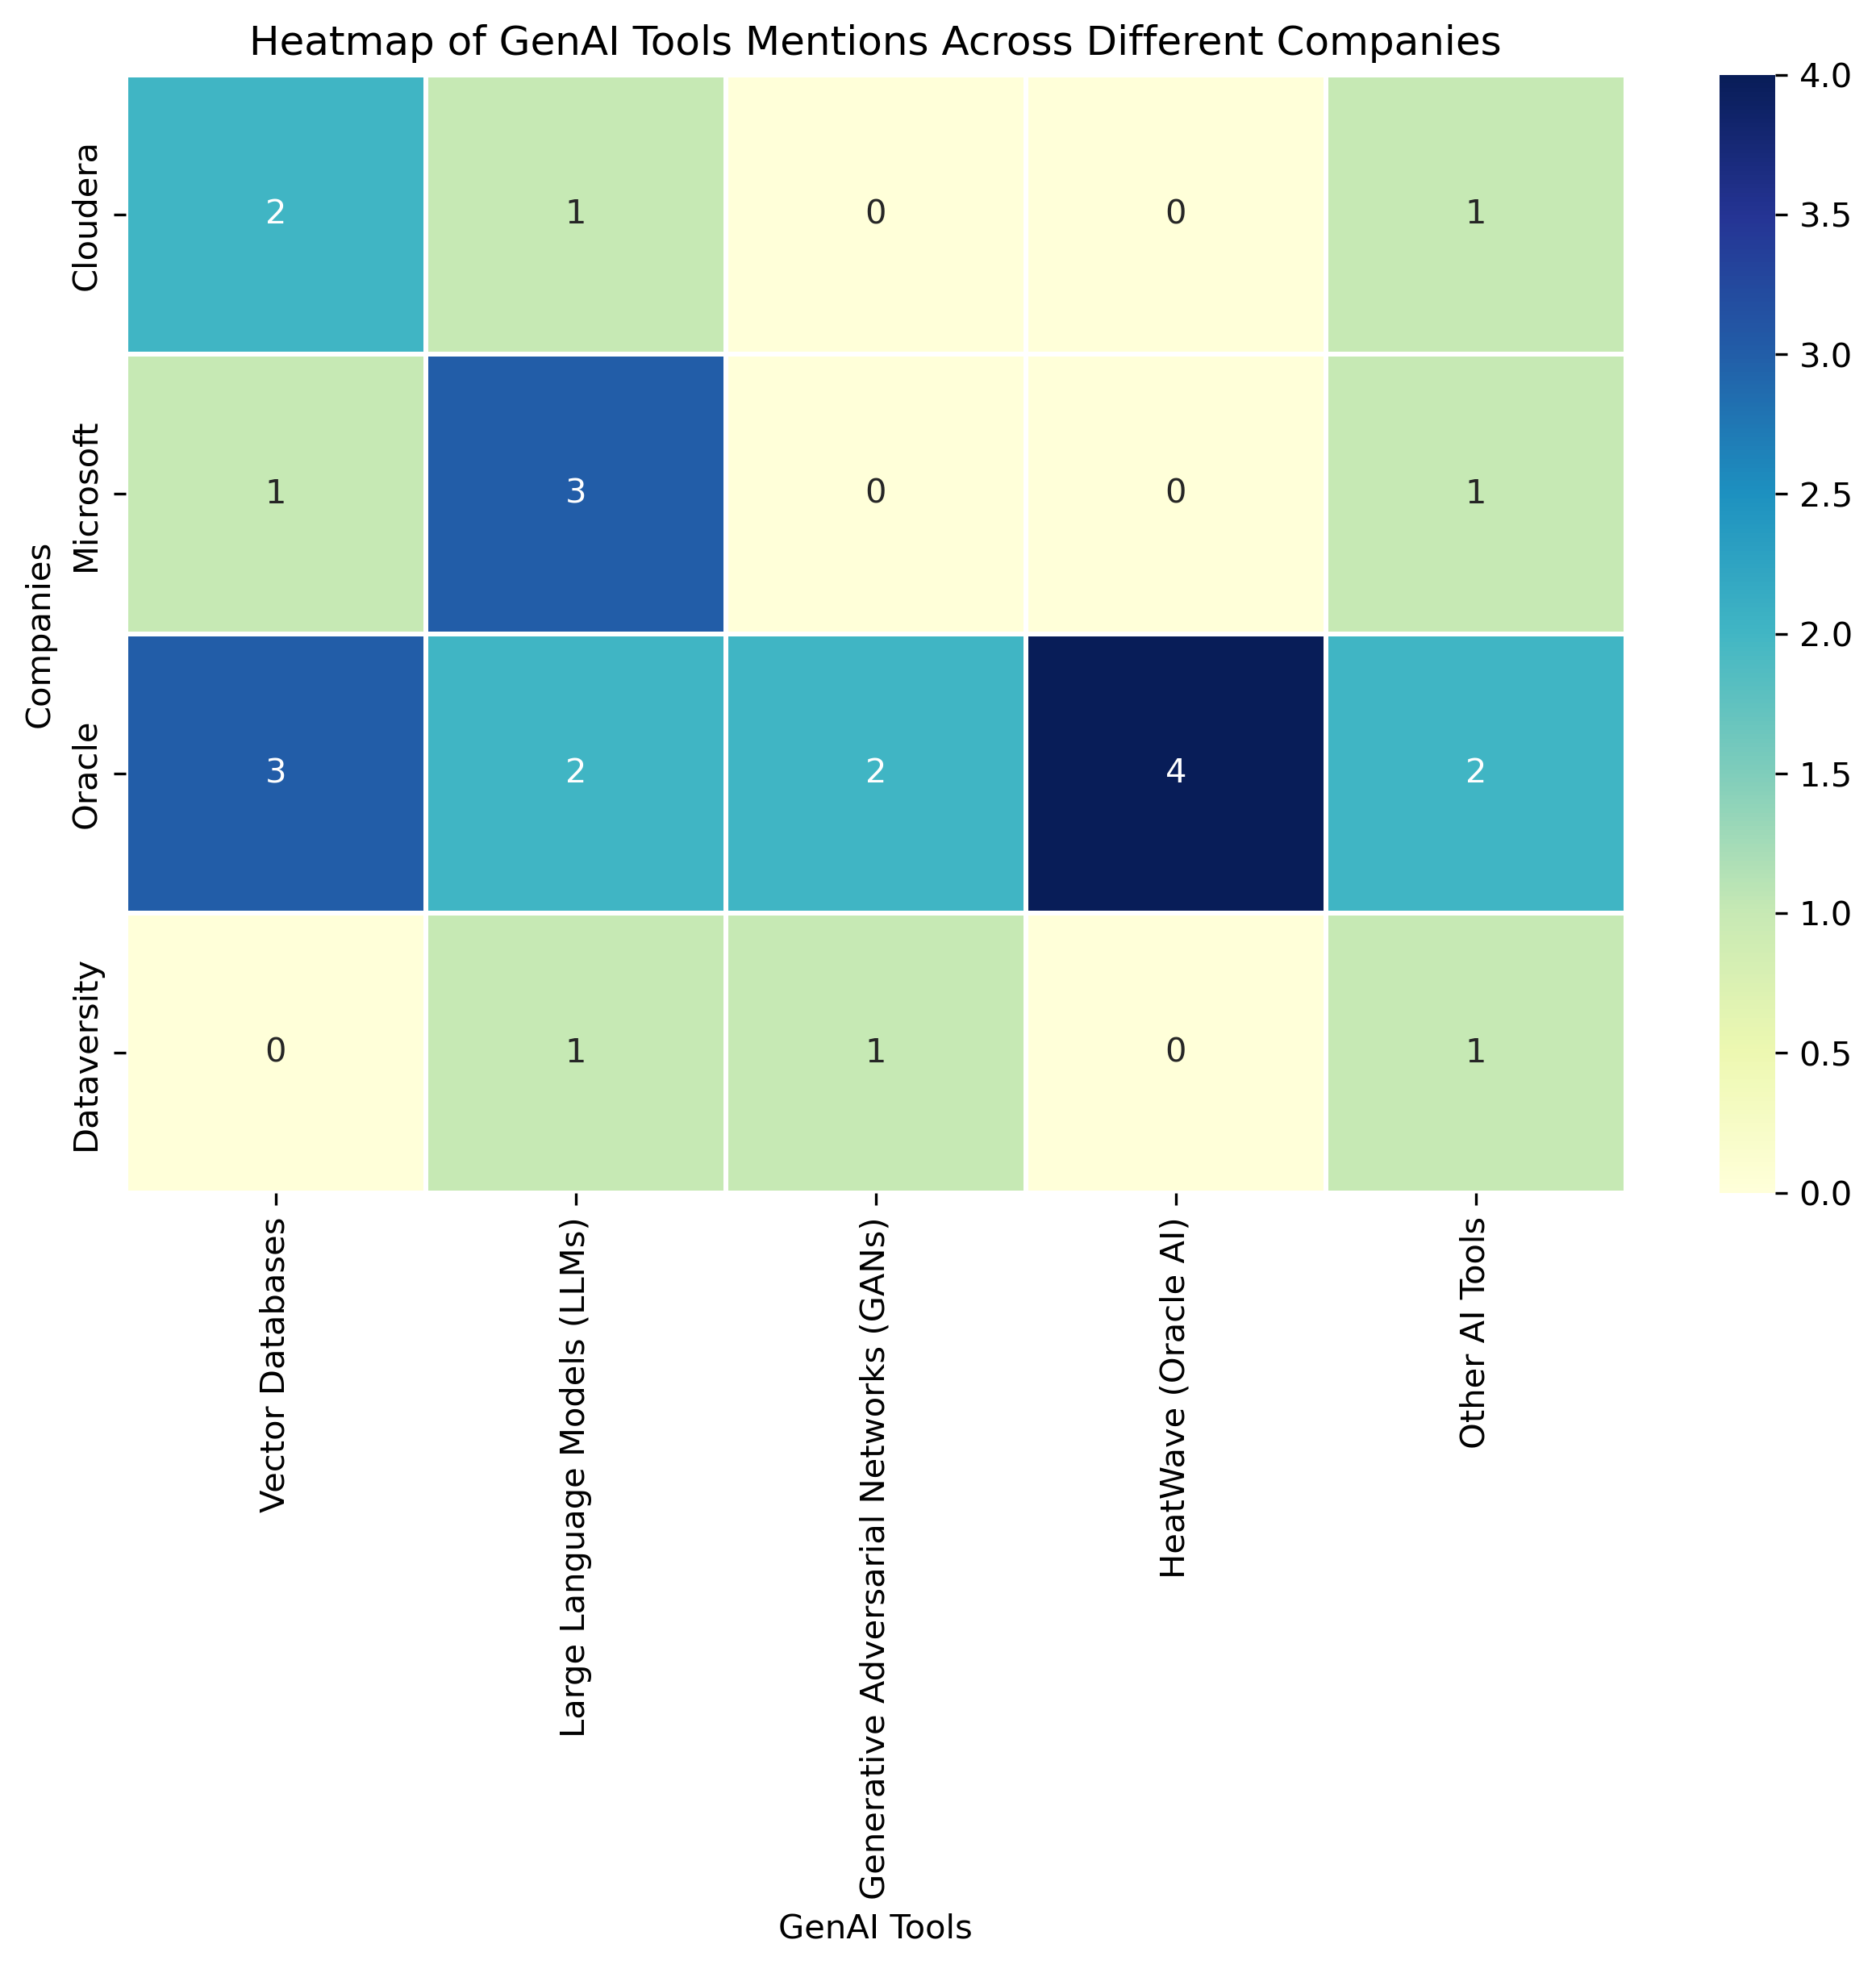 Heatmap of GenAI Tools Mentions Across Different Companies
Companies
Cloudera
2 1 0 0 1
Microsoft
1 3 0 0 1
Oracle
3 2 2 4 2
Dataversity
0 1 1 0 1
Vector Databases
Large Language Models (LLMs)
Generative Adversarial Networks (GANs)
HeatWave (Oracle AI)
Other AI Tools
GenAI Tools
4.0
3.5
3.0
2.5
2.0
1.5
1.0
0.5
0.0